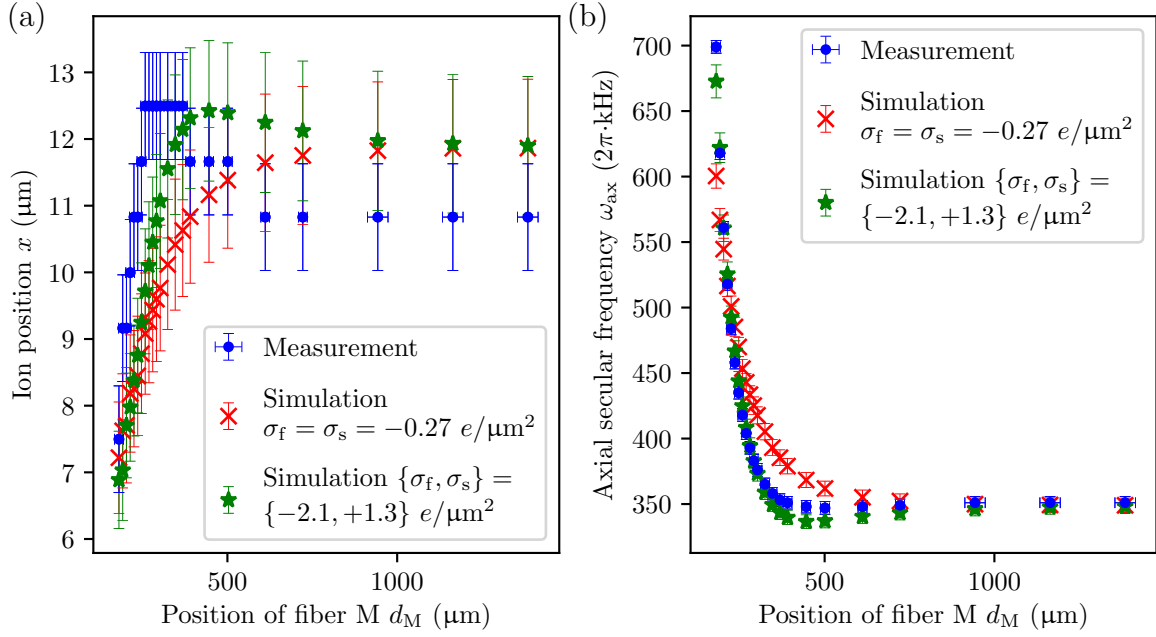 (a)
13
12
11
10
9
8
7
6
Ion position x (μm)
Measurement
Simulation
σf = σs = −0.27 e/μm²
Simulation {σf, σs} =
{−2.1, +1.3} e/μm²
500
1000
Position of fiber M dM (μm)
(b)
700
650
600
550
500
450
400
350
Axial secular frequency ωax (2π·kHz)
Measurement
Simulation
σf = σs = −0.27 e/μm²
Simulation {σf, σs} =
{−2.1, +1.3} e/μm²
500
1000
Position of fiber M dM (μm)